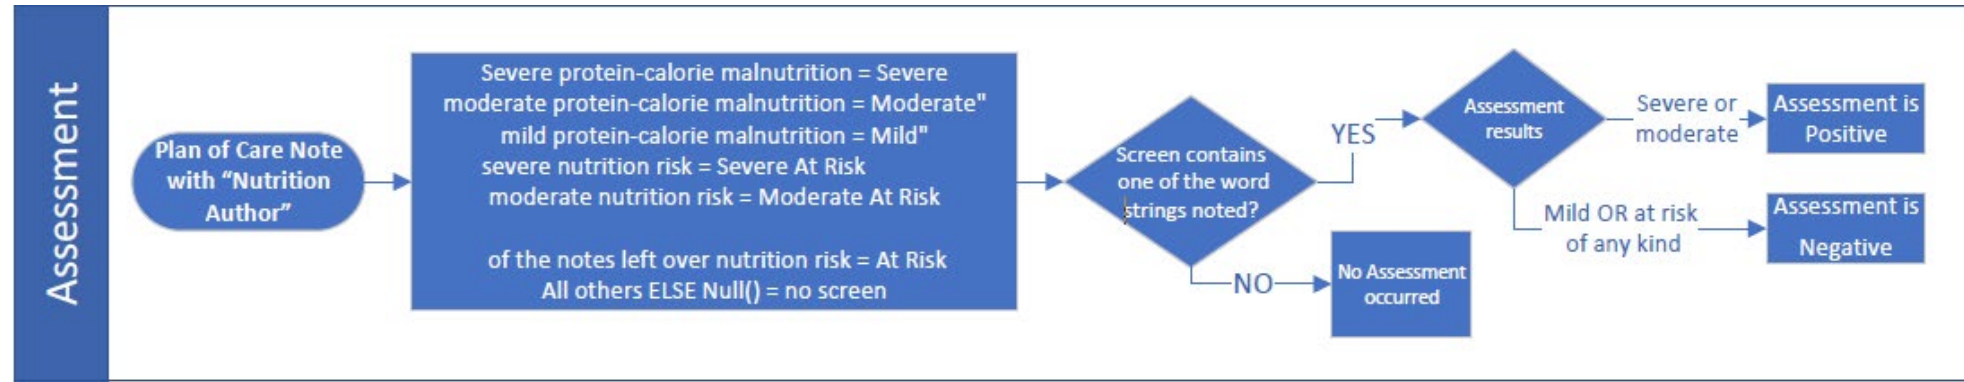 Assessment
Plan of Care Note
with “Nutrition
Author”
Severe protein-calorie malnutrition = Severe
moderate protein-calorie malnutrition = Moderate"
mild protein-calorie malnutrition = Mild"
severe nutrition risk = Severe At Risk
moderate nutrition risk = Moderate At Risk
of the notes left over nutrition risk = At Risk
All others ELSE Null() = no screen
Screen contains
one of the word
strings noted?
YES
NO
No Assessment
occurred
Assessment
results
Severe or
moderate
Assessment is
Positive
Mild OR at risk
of any kind
Assessment is
Negative